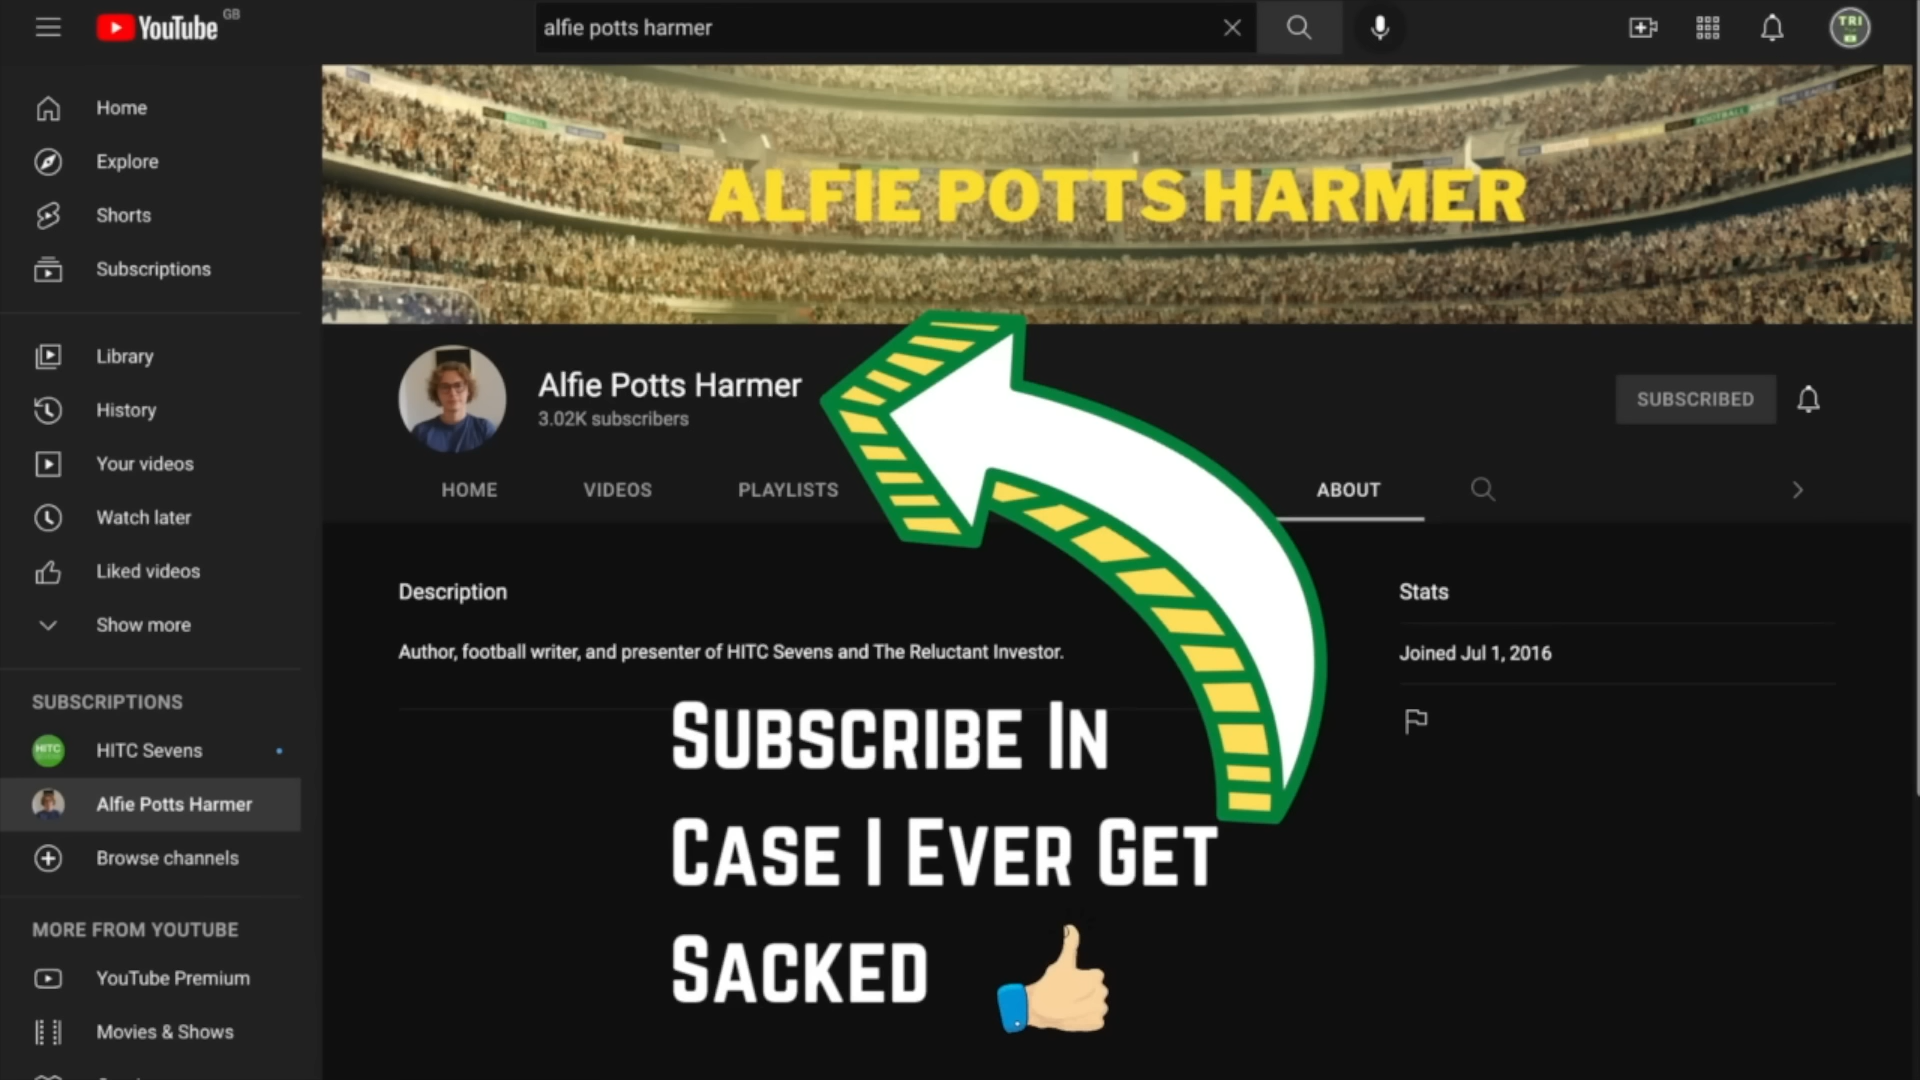 YouTube GB
alfie potts harmer
TRI
Home
Explore
Shorts
Subscriptions
Library
History
Your videos
Watch later
Liked videos
Show more
SUBSCRIPTIONS
HITC Sevens
Alfie Potts Harmer
Browse channels
MORE FROM YOUTUBE
YouTube Premium
Movies & Shows
ALFIE POTTS HARMER
Alfie Potts Harmer
3.02K subscribers
SUBSCRIBED
HOME VIDEOS PLAYLISTS ABOUT
Description
Author, football writer, and presenter of HITC Sevens and The Reluctant Investor.
Stats
Joined Jul 1, 2016
SUBSCRIBE IN
CASE I EVER GET
SACKED